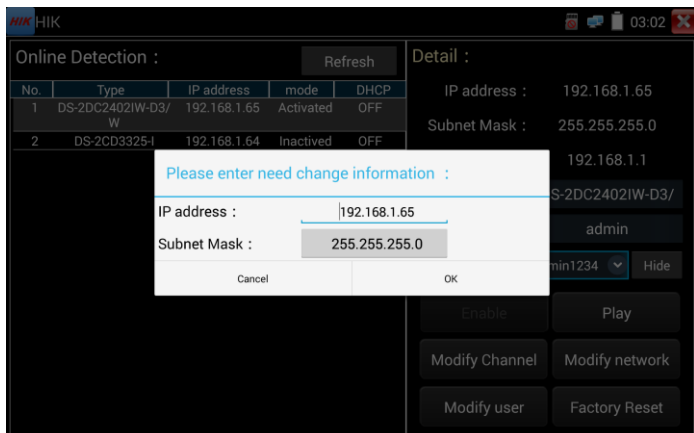 HIK HIK 03:02
Online Detection : Refresh
No. Type IP address mode DHCP
1 DS-2DC2402IW-D3/W 192.168.1.65 Activated OFF
2 DS-2CD3325-I 192.168.1.64 Inactived OFF
Detail :
IP address : 192.168.1.65
Subnet Mask : 255.255.255.0
192.168.1.1
S-2DC2402IW-D3/
admin
min1234 Hide
Enable Play
Modify Channel Modify network
Modify user Factory Reset
Please enter need change information :
IP address : 192.168.1.65
Subnet Mask : 255.255.255.0
Cancel OK